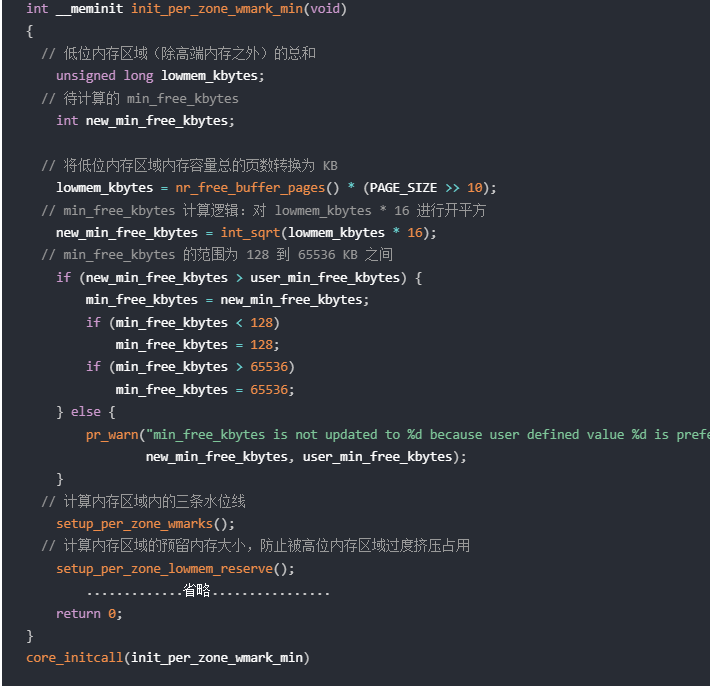 int __meminit init_per_zone_wmark_min(void)
{
// 低位内存区域（除高端内存之外）的总和
unsigned long lowmem_kbytes;
// 待计算的 min_free_kbytes
int new_min_free_kbytes;
// 将低位内存区域内存容量总的页数转换为 KB
lowmem_kbytes = nr_free_buffer_pages() * (PAGE_SIZE >> 10);
// min_free_kbytes 计算逻辑：对 lowmem_kbytes * 16 进行开平方
new_min_free_kbytes = int_sqrt(lowmem_kbytes * 16);
// min_free_kbytes 的范围为 128 到 65536 KB 之间
if (new_min_free_kbytes > user_min_free_kbytes) {
min_free_kbytes = new_min_free_kbytes;
if (min_free_kbytes < 128)
min_free_kbytes = 128;
if (min_free_kbytes > 65536)
min_free_kbytes = 65536;
} else {
pr_warn("min_free_kbytes is not updated to %d because user defined value %d is prefe
new_min_free_kbytes, user_min_free_kbytes);
}
// 计算内存区域内的三条水位线
setup_per_zone_wmarks();
// 计算内存区域的预留内存大小，防止被高位内存区域过度挤压占用
setup_per_zone_lowmem_reserve();
.............省略................
return 0;
}
core_initcall(init_per_zone_wmark_min)